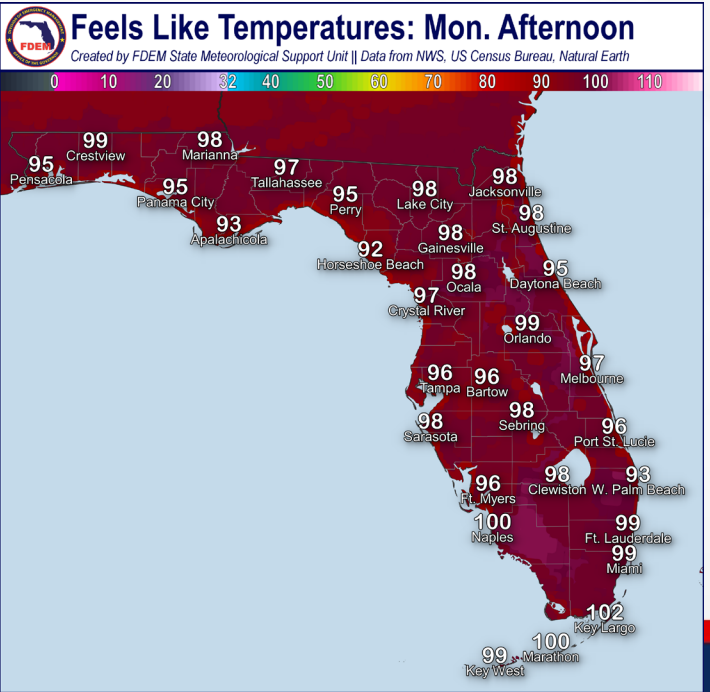 Feels Like Temperatures: Mon. Afternoon
Created by FDEM State Meteorological Support Unit || Data from NWS, US Census Bureau, Natural Earth
FDEM
0 10 20 32 40 50 60 70 80 90 100 110
99
Crestview
98
Marianna
95
Pensacola
97
Tallahassee
95
Panama City
95
Perry
98
Lake City
98
Jacksonville
93
Apalachicola
98
St. Augustine
98
Gainesville
92
Horseshoe Beach
98
Ocala
95
Daytona Beach
97
Crystal River
99
Orlando
97
Melbourne
96
Tampa
96
Bartow
98
Sebring
98
Sarasota
96
Port St. Lucie
96
Ft. Myers
98
Clewiston
93
W. Palm Beach
100
Naples
99
Ft. Lauderdale
99
Miami
102
Key Largo
100
Marathon
99
Key West